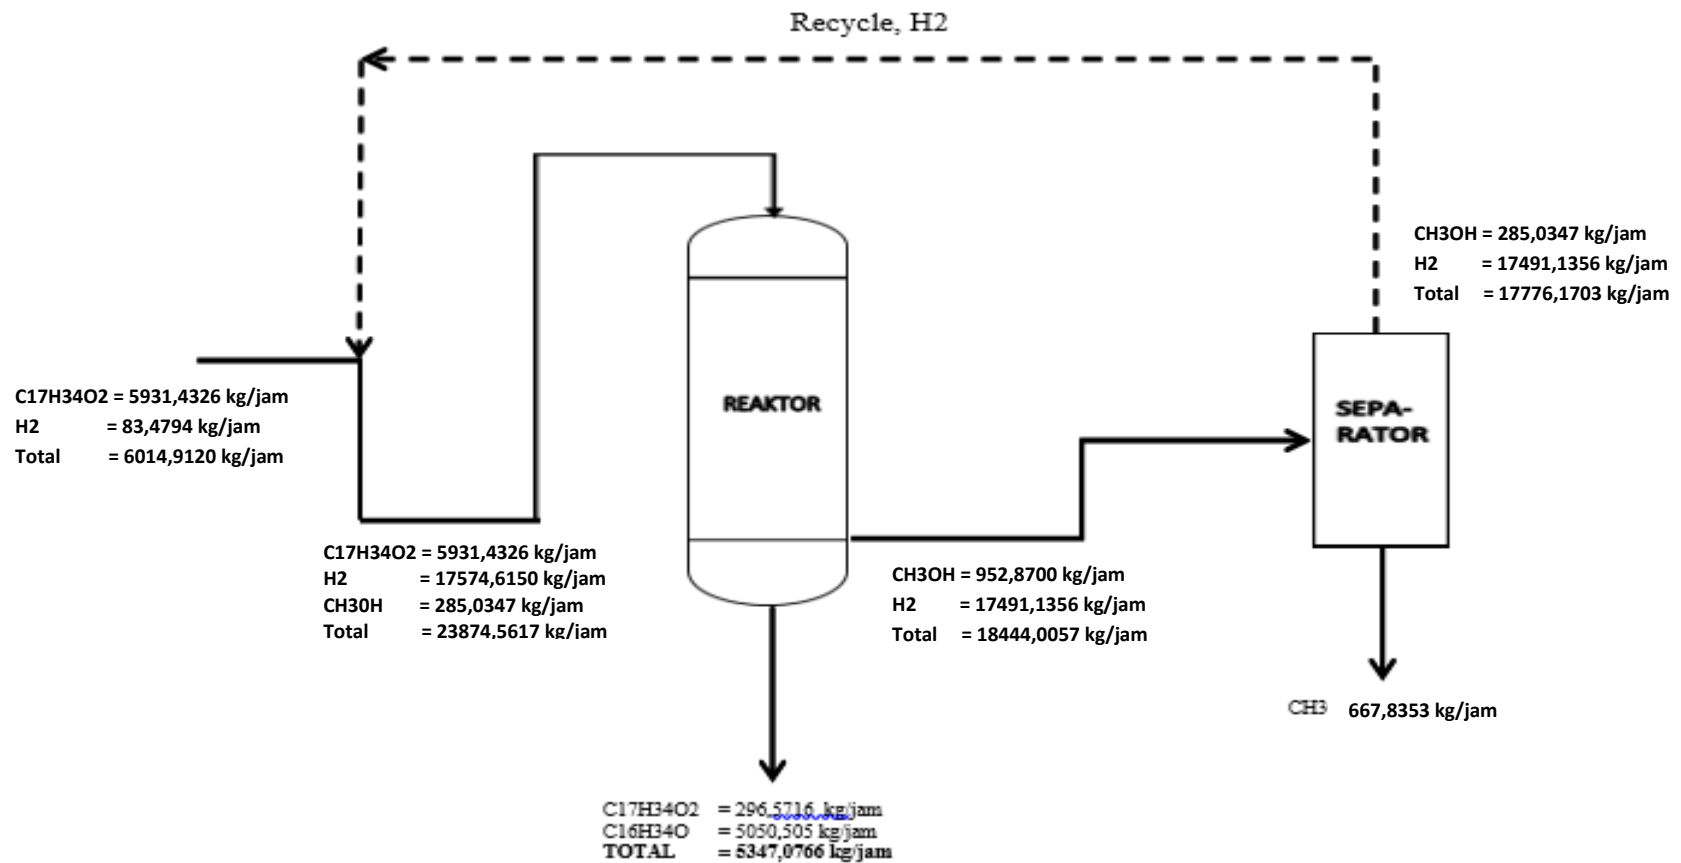 Recycle, H2
CH3OH = 285,0347 kg/jam
H2 = 17491,1356 kg/jam
Total = 17776,1703 kg/jam
C17H34O2 = 5931,4326 kg/jam
H2 = 83,4794 kg/jam
Total = 6014,9120 kg/jam
REAKTOR
SEPA-
RATOR
C17H34O2 = 5931,4326 kg/jam
H2 = 17574,6150 kg/jam
CH30H = 285,0347 kg/jam
Total = 23874,5617 kg/jam
CH3OH = 952,8700 kg/jam
H2 = 17491,1356 kg/jam
Total = 18444,0057 kg/jam
CH3 667,8353 kg/jam
C17H34O2 = 296,5716 kg/jam
C16H34O = 5050,505 kg/jam
TOTAL = 5347,0766 kg/jam